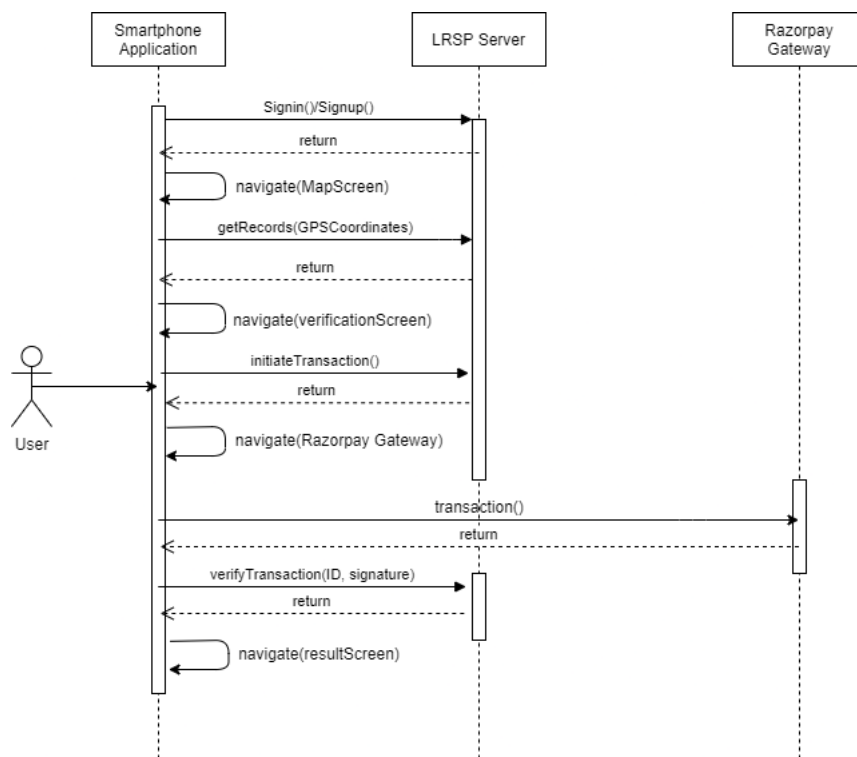 Smartphone
Application
LRSP Server
Razorpay
Gateway
Signin()/Signup()
return
navigate(MapScreen)
getRecords(GPSCoordinates)
return
navigate(verificationScreen)
initiateTransaction()
return
User
navigate(Razorpay Gateway)
transaction()
return
verifyTransaction(ID, signature)
return
navigate(resultScreen)